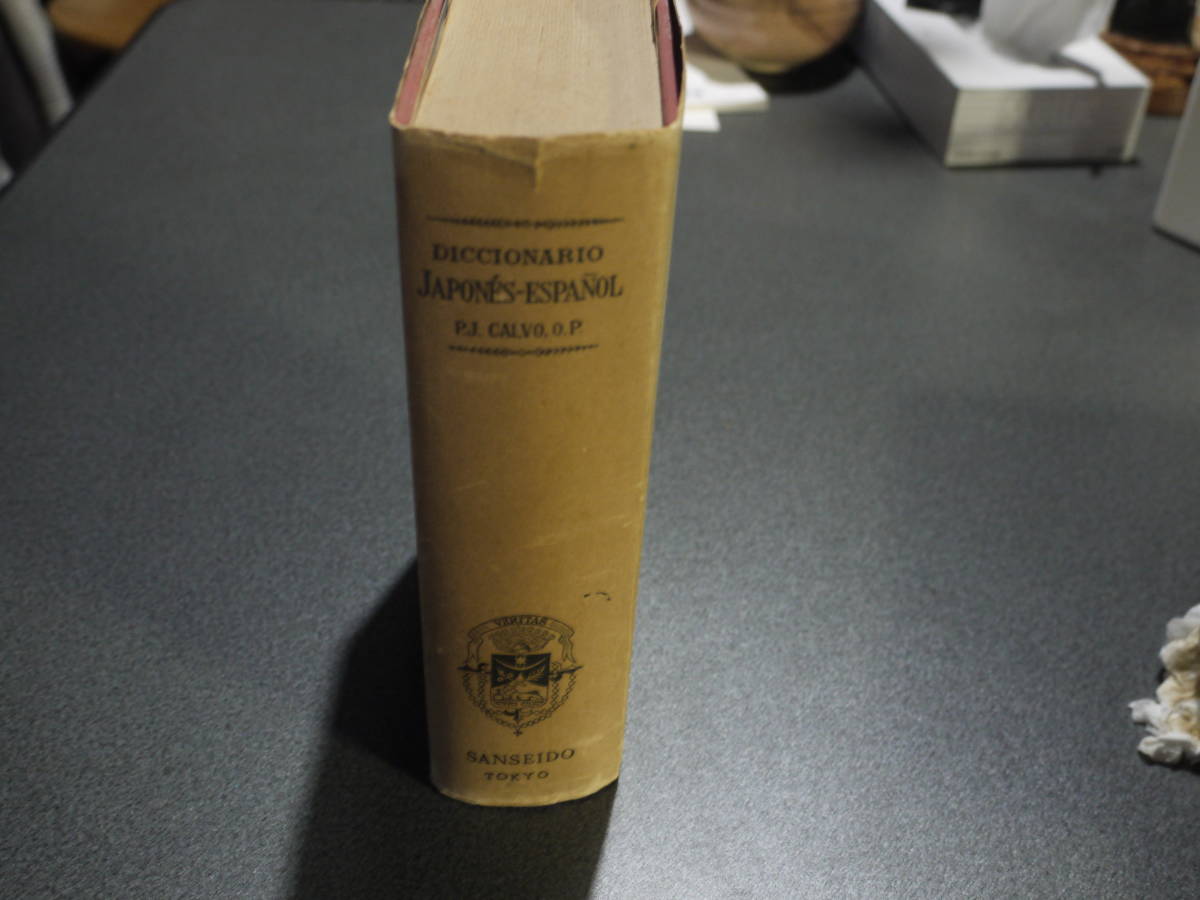 DICCIONARIO
JAPONÉS-ESPAÑOL
P.J. CALVO, O.P.
VERITAS
SANSEIDO
TOKYO